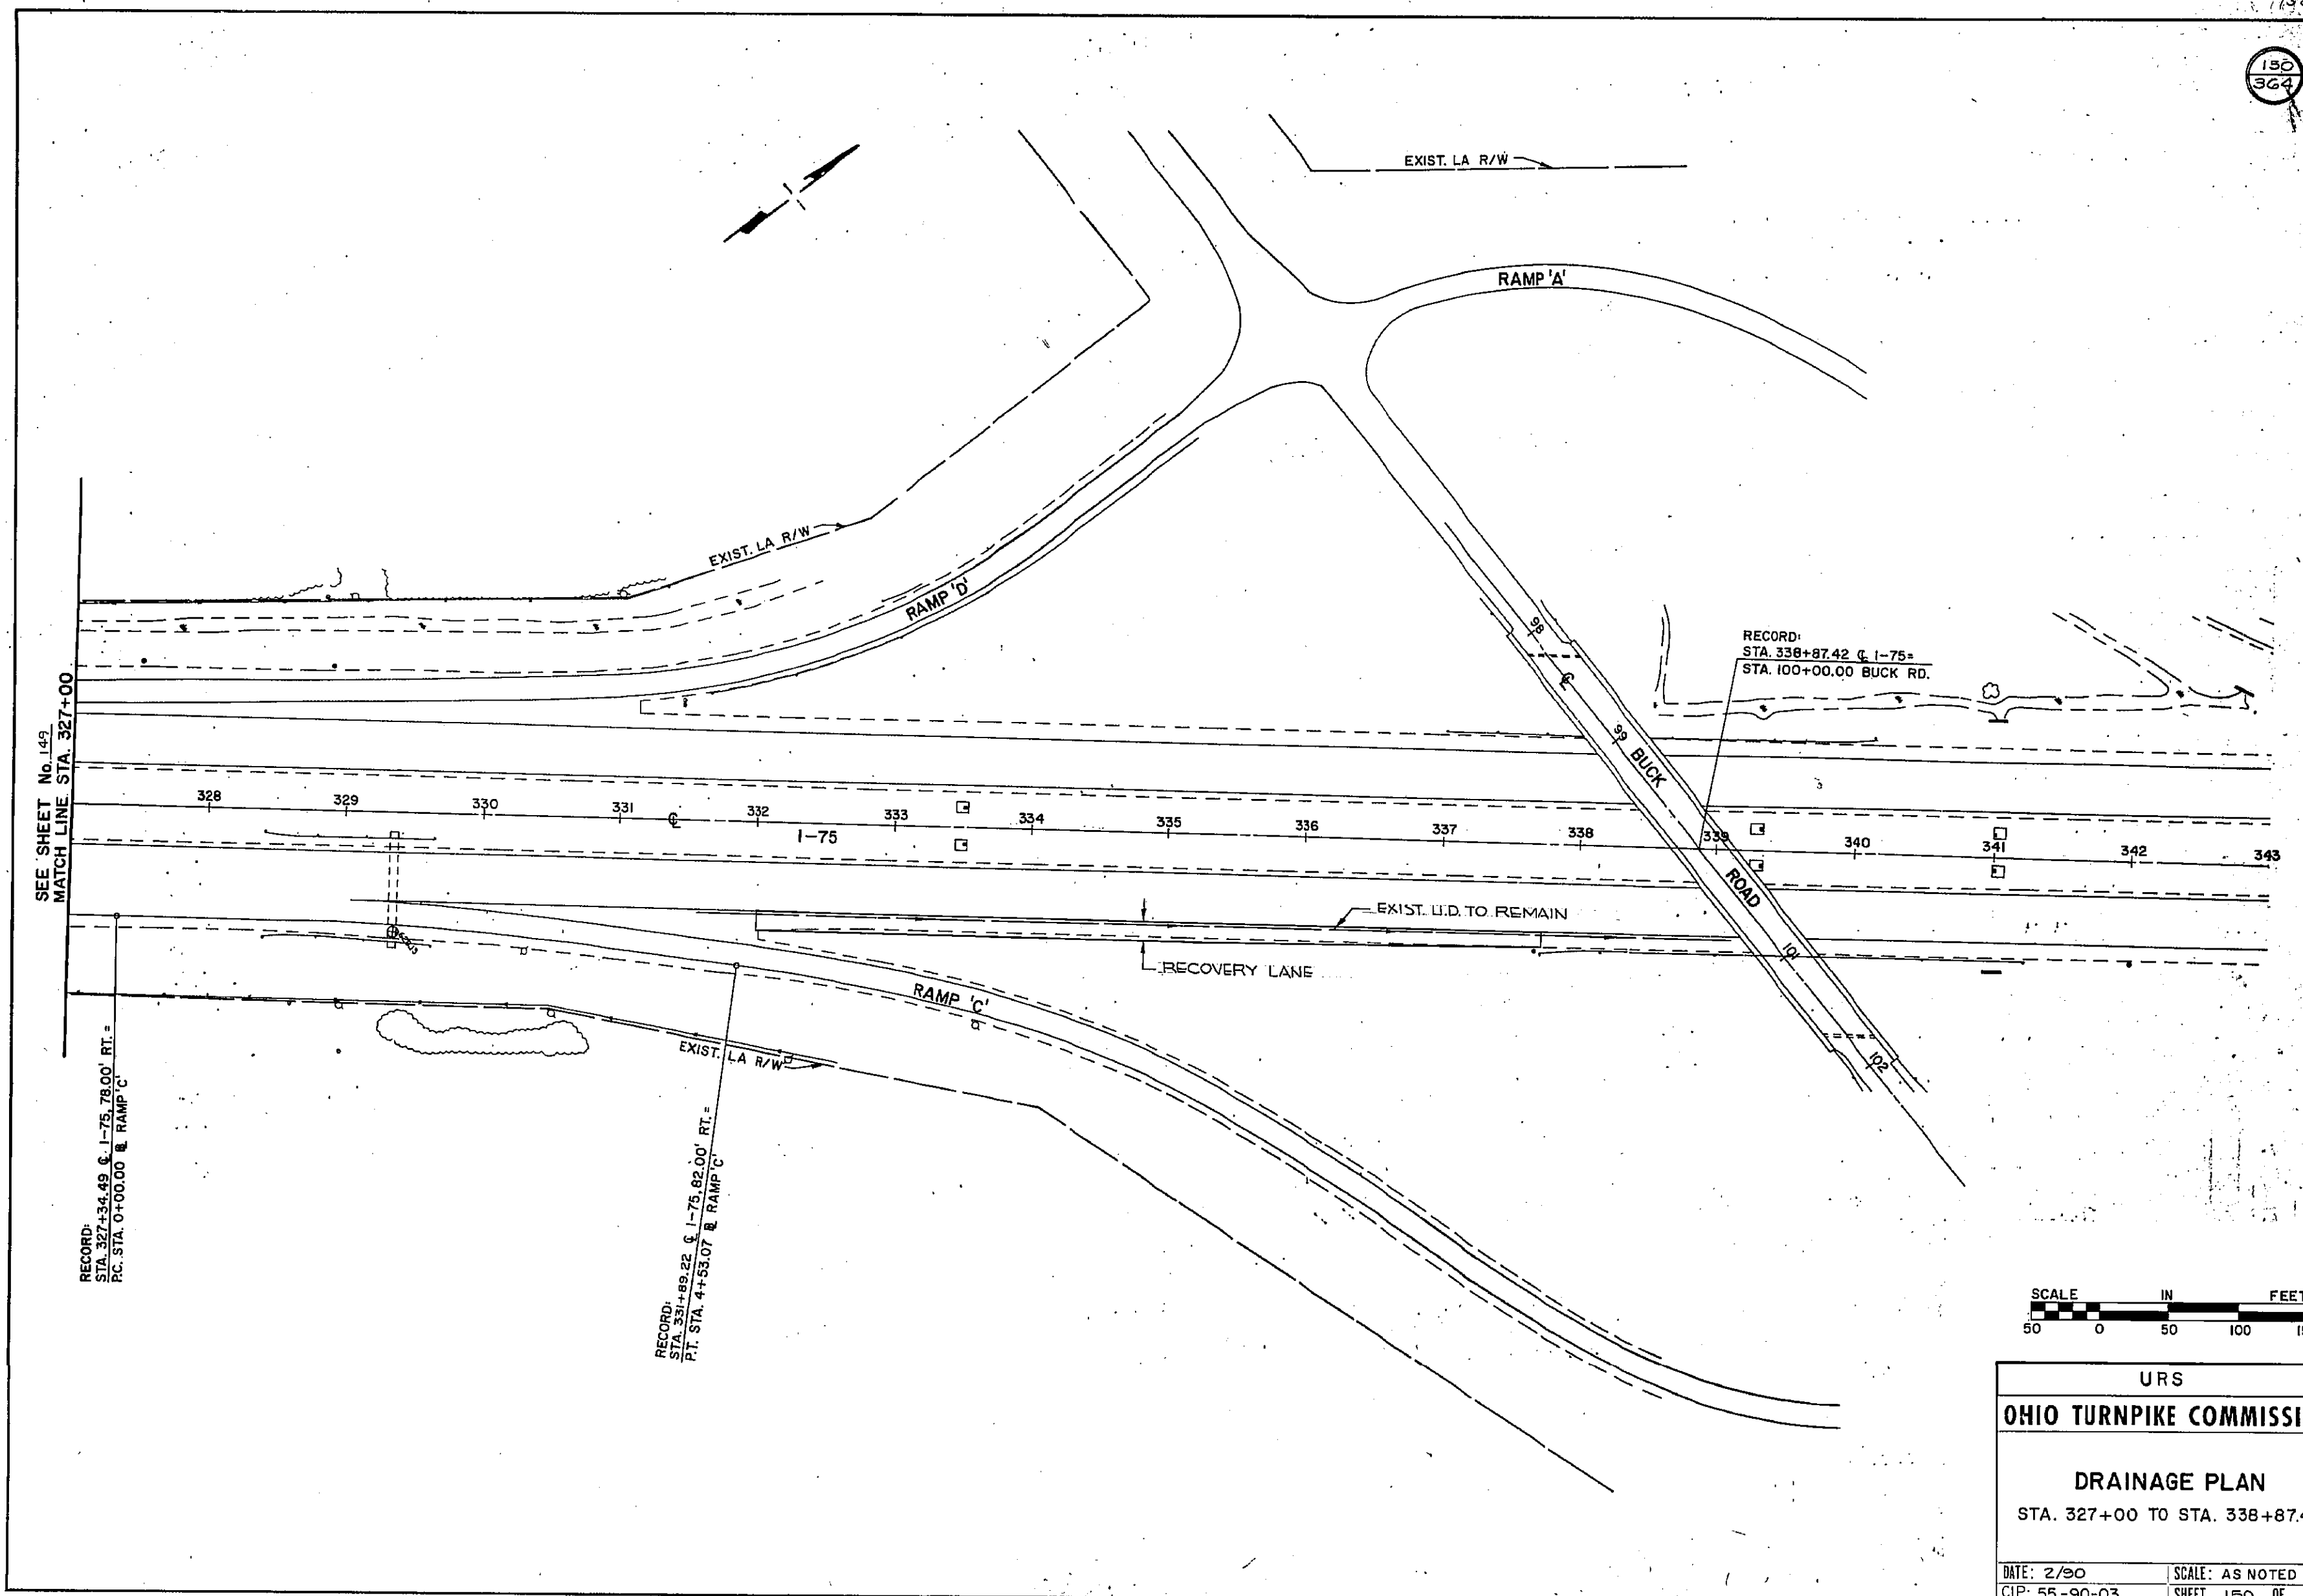 150
364
EXIST. LA R/W
RAMP 'A'
EXIST. LA R/W
RAMP 'D'
98
RECORD:
STA. 338+87.42 ℄ I-75=
STA. 100+00.00 BUCK RD.
℄
99
BUCK
ROAD
101
102
SEE SHEET No. 149
MATCH LINE STA. 327+00
328
329
330
331
℄
332
I-75
333
334
335
336
337
338
339
340
341
342
343
EXIST. U.D. TO REMAIN
RECOVERY LANE
RAMP 'C'
EXIST. LA R/W
RECORD:
STA. 327+34.49 ℄ I-75, 78.00' RT. =
P.C. STA. 0+00.00 RAMP 'C'
RECORD:
STA. 331+89.22 ℄ I-75, 82.00' RT. =
P.T. STA. 4+53.07 RAMP 'C'
SCALE IN FEET
50 0 50 100
URS
OHIO TURNPIKE COMMISSI
DRAINAGE PLAN
STA. 327+00 TO STA. 338+87.
DATE: 2/90
SCALE: AS NOTED
CIP: 55-90-03
SHEET 150 OF